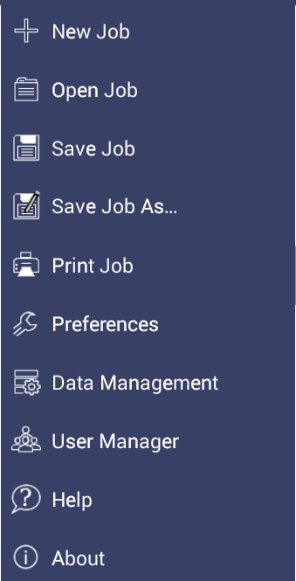 New Job
Open Job
Save Job
Save Job As...
Print Job
Preferences
Data Management
User Manager
Help
About